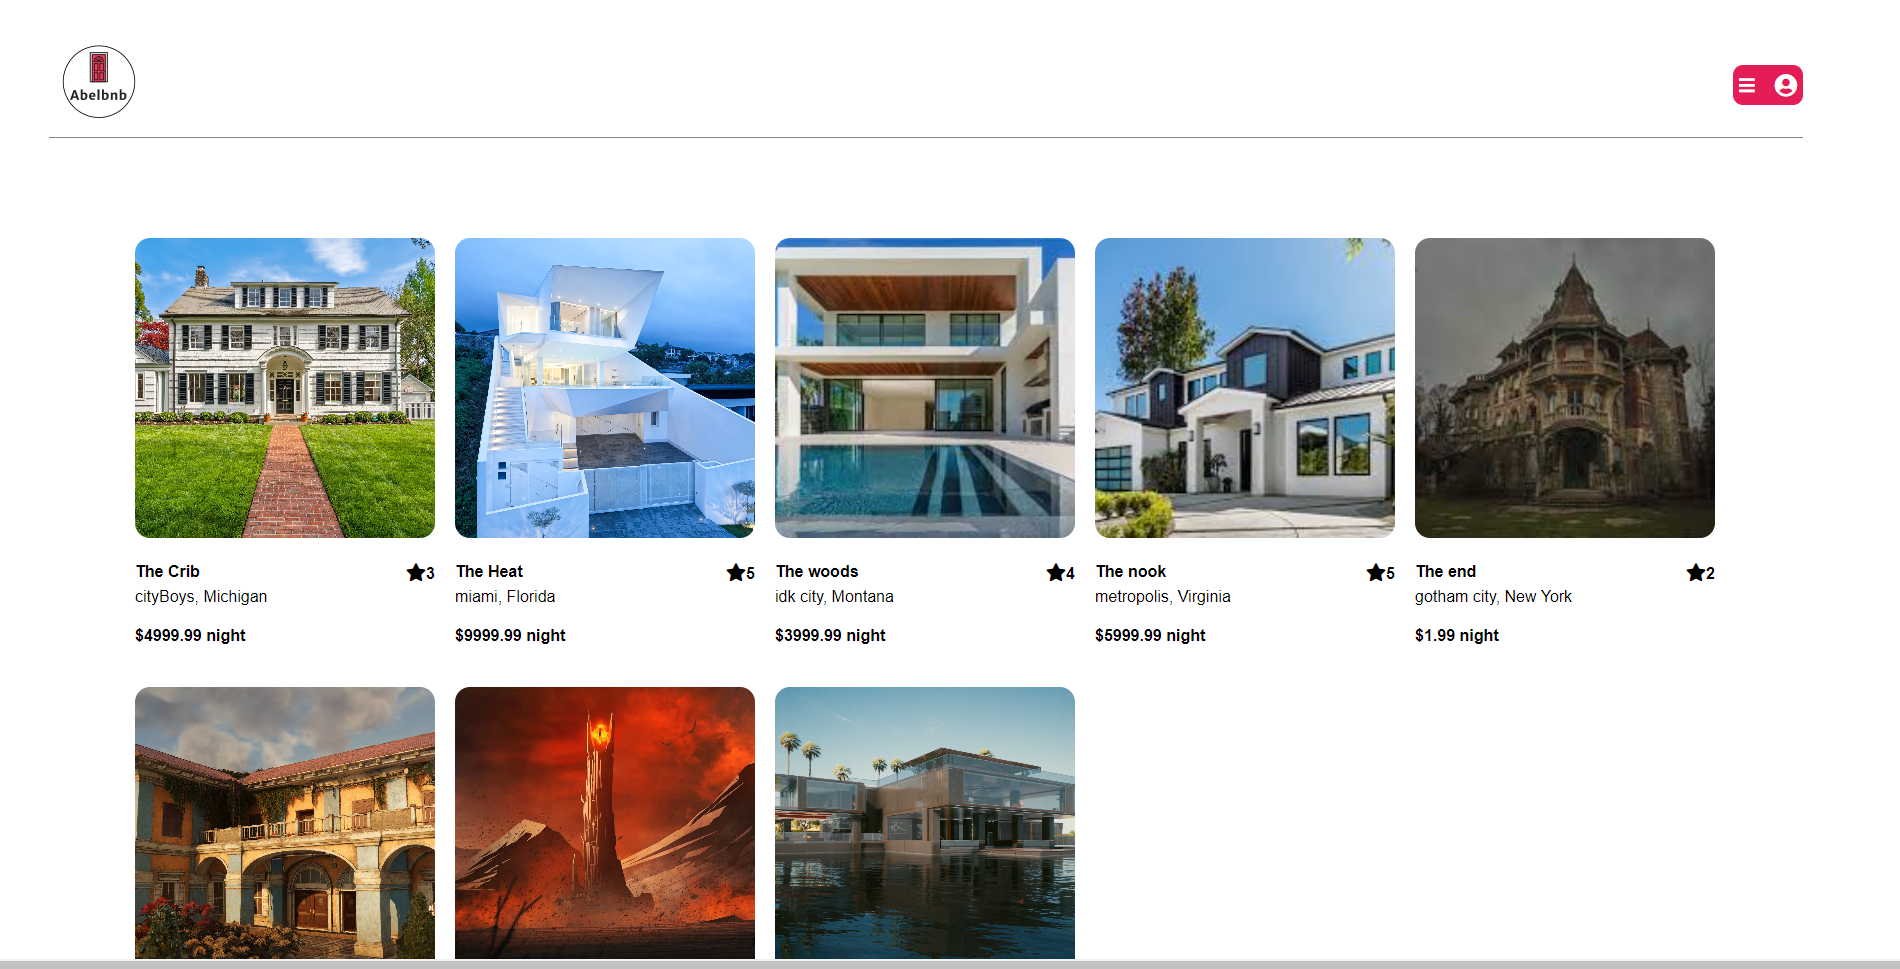 Abelbnb
The Crib
3
cityBoys, Michigan
$4999.99 night
The Heat
5
miami, Florida
$9999.99 night
The woods
4
idk city, Montana
$3999.99 night
The nook
5
metropolis, Virginia
$5999.99 night
The end
2
gotham city, New York
$1.99 night